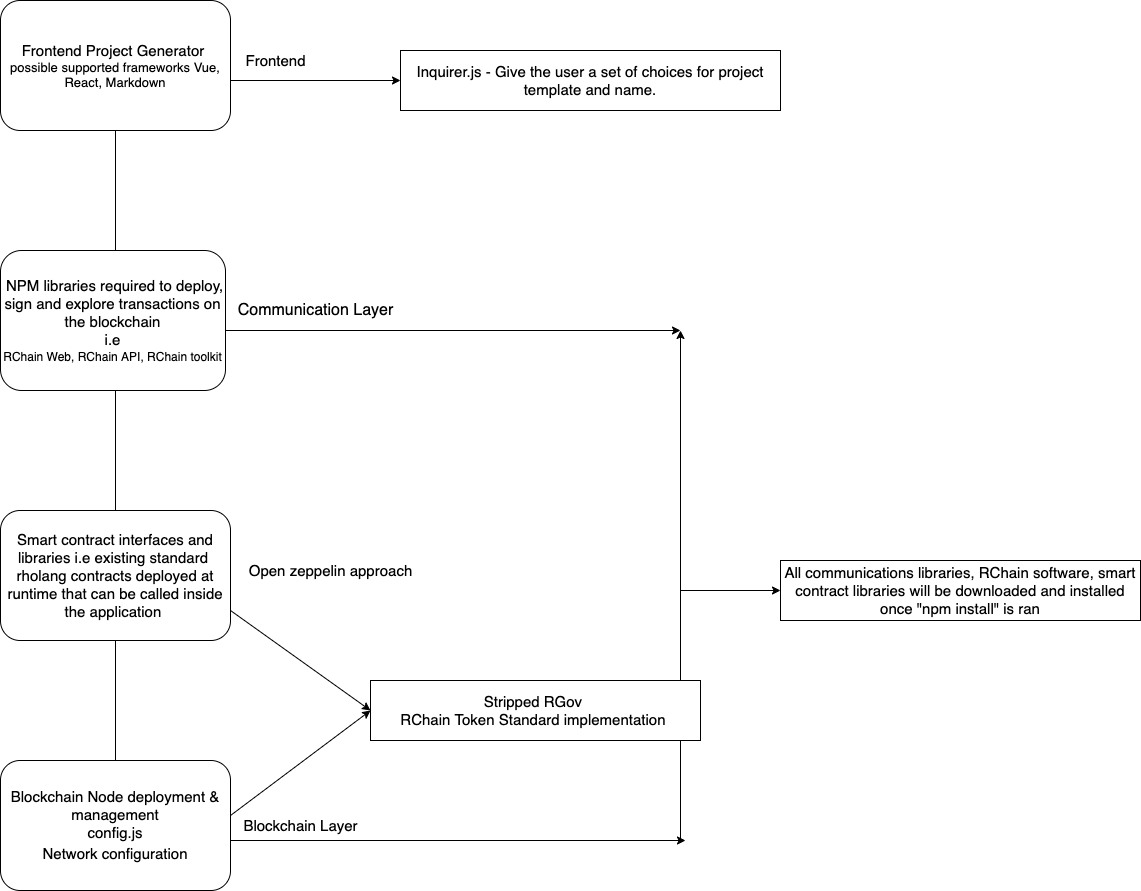 Frontend Project Generator
possible supported frameworks Vue,
React, Markdown
Frontend
Inquirer.js - Give the user a set of choices for project
template and name.
NPM libraries required to deploy,
sign and explore transactions on
the blockchain
i.e
RChain Web, RChain API, RChain toolkit
Communication Layer
Smart contract interfaces and
libraries i.e existing standard
rholang contracts deployed at
runtime that can be called inside
the application
Open zeppelin approach
All communications libraries, RChain software, smart
contract libraries will be downloaded and installed
once "npm install" is ran
Stripped RGov
RChain Token Standard implementation
Blockchain Node deployment &
management
config.js
Network configuration
Blockchain Layer